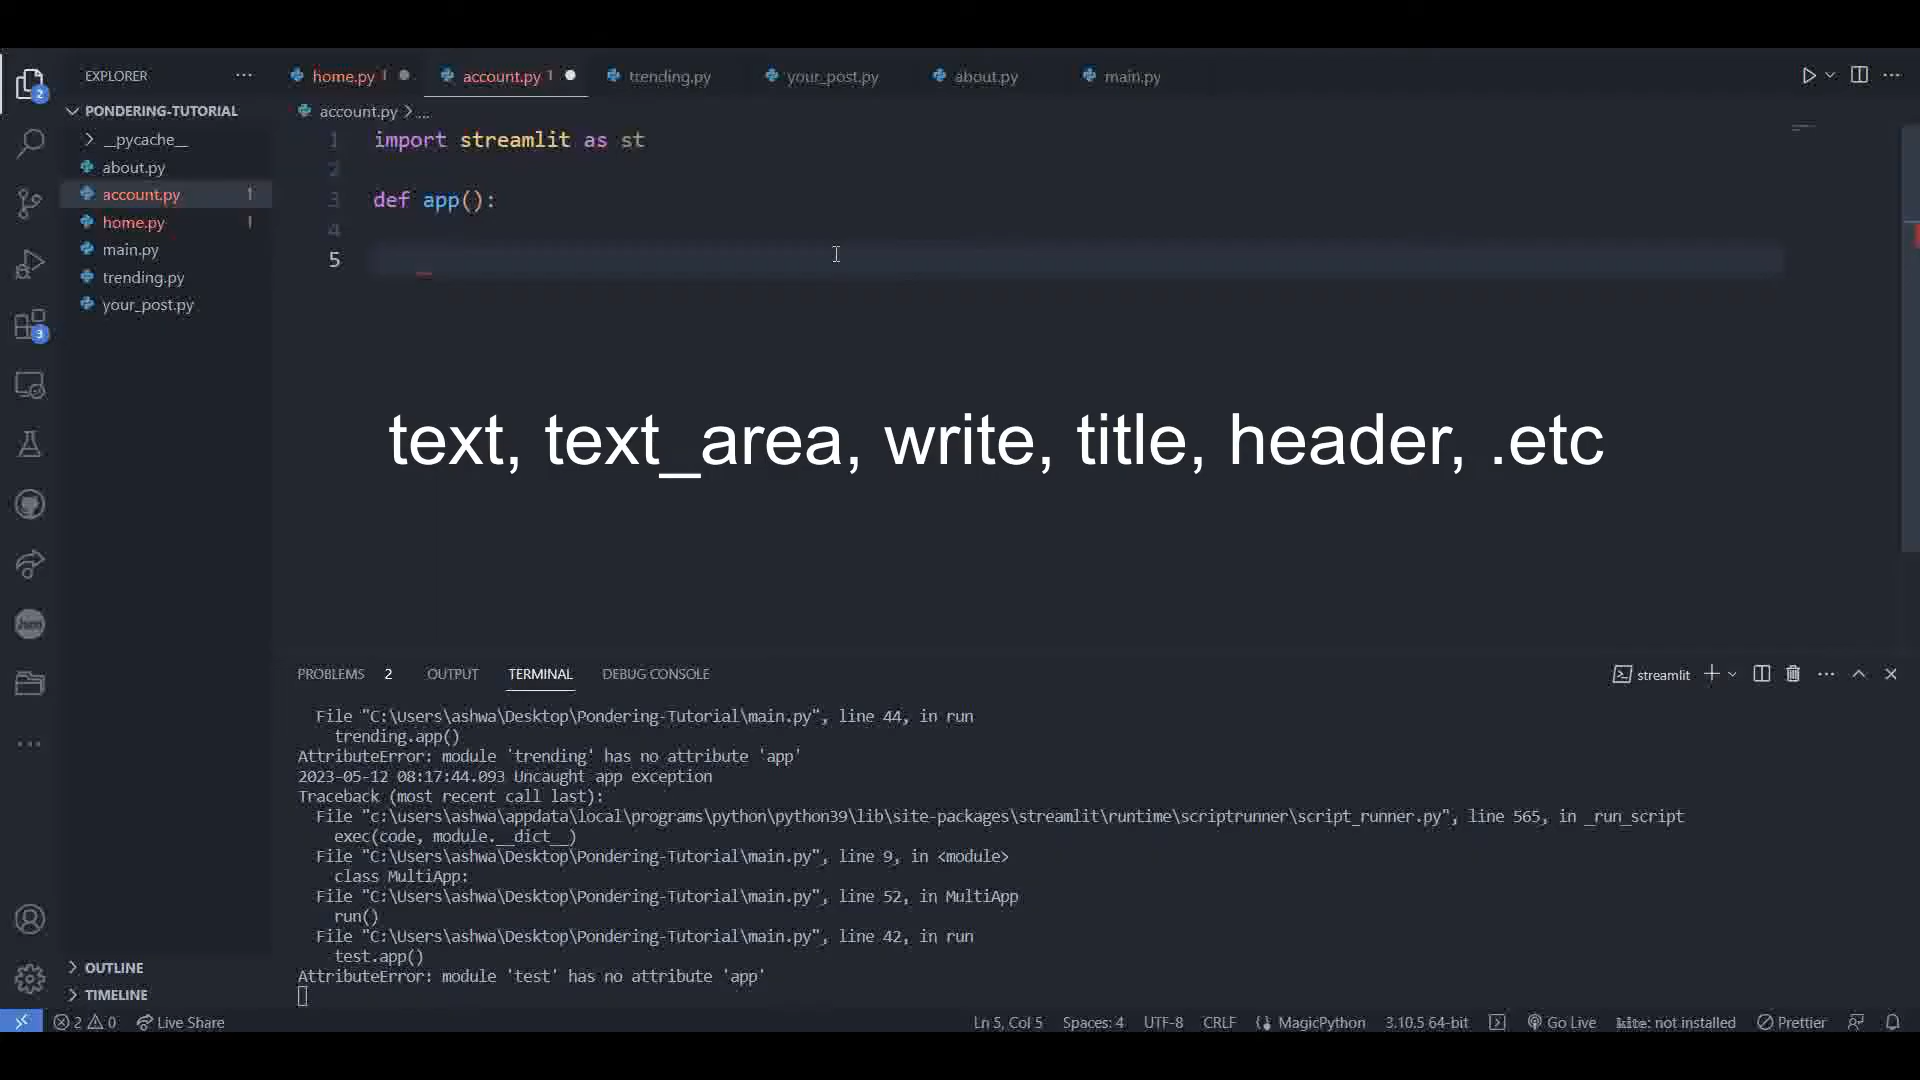 EXPLORER ...
home.py 1
account.py 1
trending.py
your_post.py
about.py
main.py
PONDERING-TUTORIAL
account.py > ...
__pycache__
about.py
account.py 1
home.py 1
main.py
trending.py
your_post.py
2
3
1 import streamlit as st
2
3 def app():
4
5
text, text_area, write, title, header, .etc
PROBLEMS 2 OUTPUT TERMINAL DEBUG CONSOLE
streamlit
File "C:\Users\ashwa\Desktop\Pondering-Tutorial\main.py", line 44, in run
trending.app()
AttributeError: module 'trending' has no attribute 'app'
2023-05-12 08:17:44.093 Uncaught app exception
Traceback (most recent call last):
File "c:\users\ashwa\appdata\local\programs\python\python39\lib\site-packages\streamlit\runtime\scriptrunner\script_runner.py", line 565, in _run_script
exec(code, module.__dict__)
File "C:\Users\ashwa\Desktop\Pondering-Tutorial\main.py", line 9, in <module>
class MultiApp:
File "C:\Users\ashwa\Desktop\Pondering-Tutorial\main.py", line 52, in MultiApp
run()
File "C:\Users\ashwa\Desktop\Pondering-Tutorial\main.py", line 42, in run
test.app()
AttributeError: module 'test' has no attribute 'app'
OUTLINE
TIMELINE
2 0 Live Share
Ln 5, Col 5 Spaces: 4 UTF-8 CRLF MagicPython 3.10.5 64-bit Go Live kite: not installed Prettier